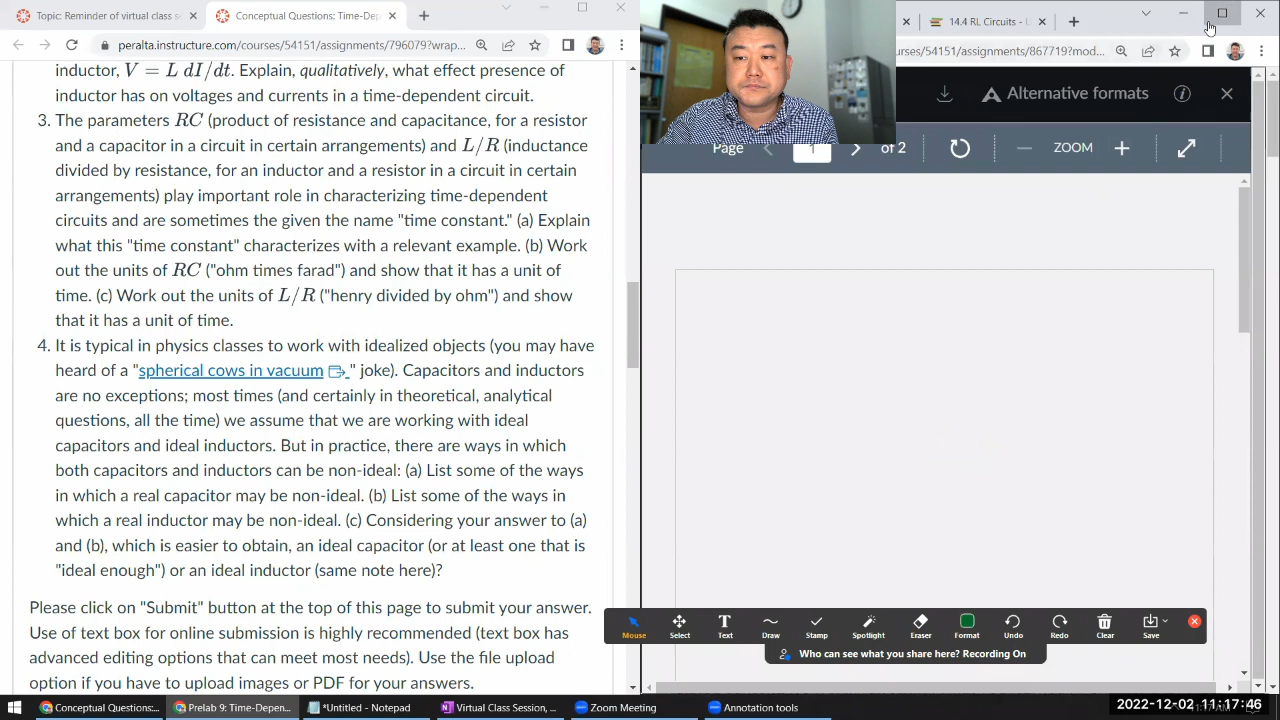 Topic: Reminder of virtual class s
Conceptual Questions: Time-Dep
14.4 RL Circuits - U
peralta.instructure.com/courses/54151/assignments/796079?wrap...
urses/54151/assignments/667719?mod...
Alternative formats
Page
1
of 2
ZOOM
inductor, V = L dI/dt. Explain, qualitatively, what effect presence of
inductor has on voltages and currents in a time-dependent circuit.
3. The parameters RC (product of resistance and capacitance, for a resistor
and a capacitor in a circuit in certain arrangements) and L/R (inductance
divided by resistance, for an inductor and a resistor in a circuit in certain
arrangements) play important role in characterizing time-dependent
circuits and are sometimes the given the name "time constant." (a) Explain
what this "time constant" characterizes with a relevant example. (b) Work
out the units of RC ("ohm times farad") and show that it has a unit of
time. (c) Work out the units of L/R ("henry divided by ohm") and show
that it has a unit of time.
4. It is typical in physics classes to work with idealized objects (you may have
heard of a "spherical cows in vacuum " joke). Capacitors and inductors
are no exceptions; most times (and certainly in theoretical, analytical
questions, all the time) we assume that we are working with ideal
capacitors and ideal inductors. But in practice, there are ways in which
both capacitors and inductors can be non-ideal: (a) List some of the ways
in which a real capacitor may be non-ideal. (b) List some of the ways in
which a real inductor may be non-ideal. (c) Considering your answer to (a)
and (b), which is easier to obtain, an ideal capacitor (or at least one that is
"ideal enough") or an ideal inductor (same note here)?
Please click on "Submit" button at the top of this page to submit your answer.
Use of text box for online submission is highly recommended (text box has
advanced editing options that can meet most needs). Use the file upload
option if you have to upload images or PDF for your answers.
Mouse Select Text Draw Stamp Spotlight Eraser Format Undo Redo Clear Save
Who can see what you share here? Recording On
Conceptual Questions:...
Prelab 9: Time-Depen...
*Untitled - Notepad
Virtual Class Session, ...
Zoom Meeting
Annotation tools
2022-12-02 11:17:46